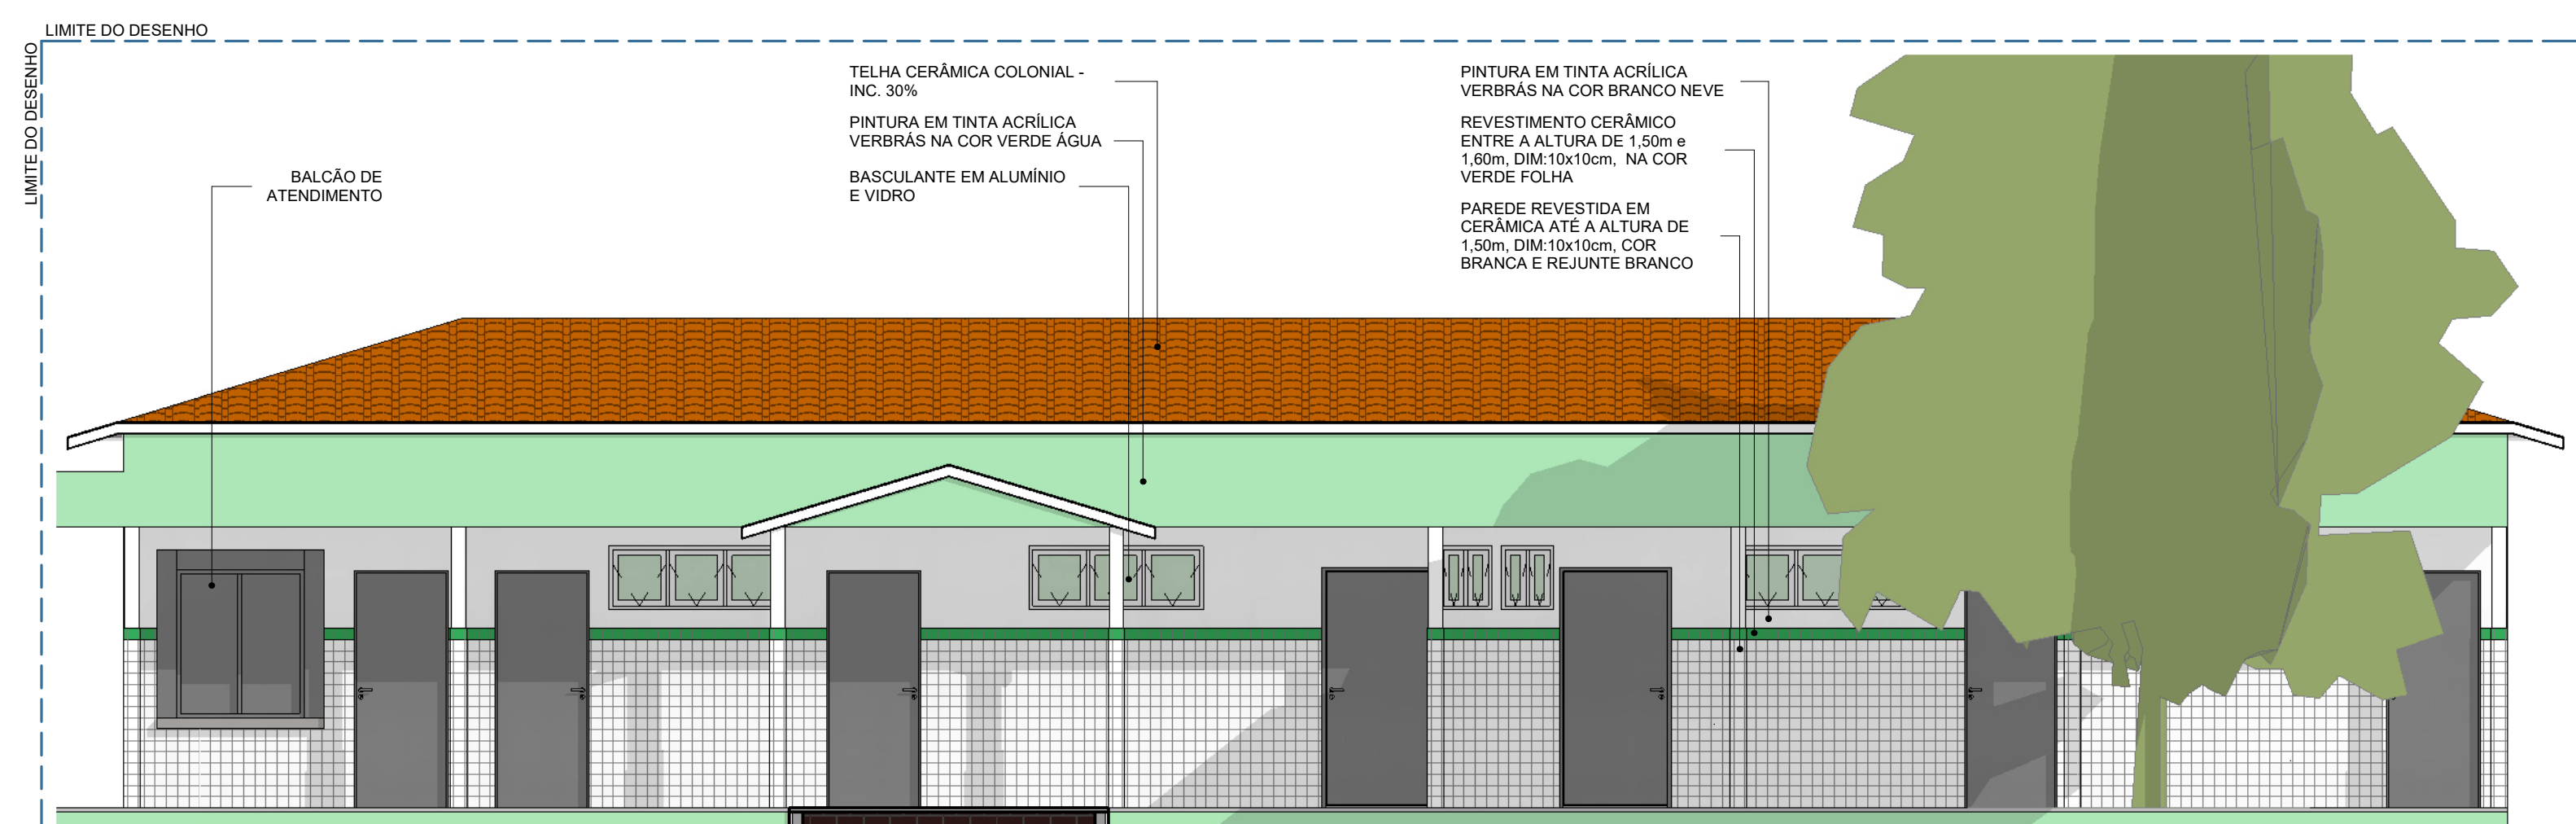 LIMITE DO DESENHO
LIMITE DO DESENHO
BALCÃO DE
ATENDIMENTO
TELHA CERÂMICA COLONIAL -
INC. 30%
PINTURA EM TINTA ACRÍLICA
VERBRÁS NA COR VERDE ÁGUA
BASCULANTE EM ALUMÍNIO
E VIDRO
PINTURA EM TINTA ACRÍLICA
VERBRÁS NA COR BRANCO NEVE
REVESTIMENTO CERÂMICO
ENTRE A ALTURA DE 1,50m e
1,60m, DIM:10x10cm, NA COR
VERDE FOLHA
PAREDE REVESTIDA EM
CERÂMICA ATÉ A ALTURA DE
1,50m, DIM:10x10cm, COR
BRANCA E REJUNTE BRANCO